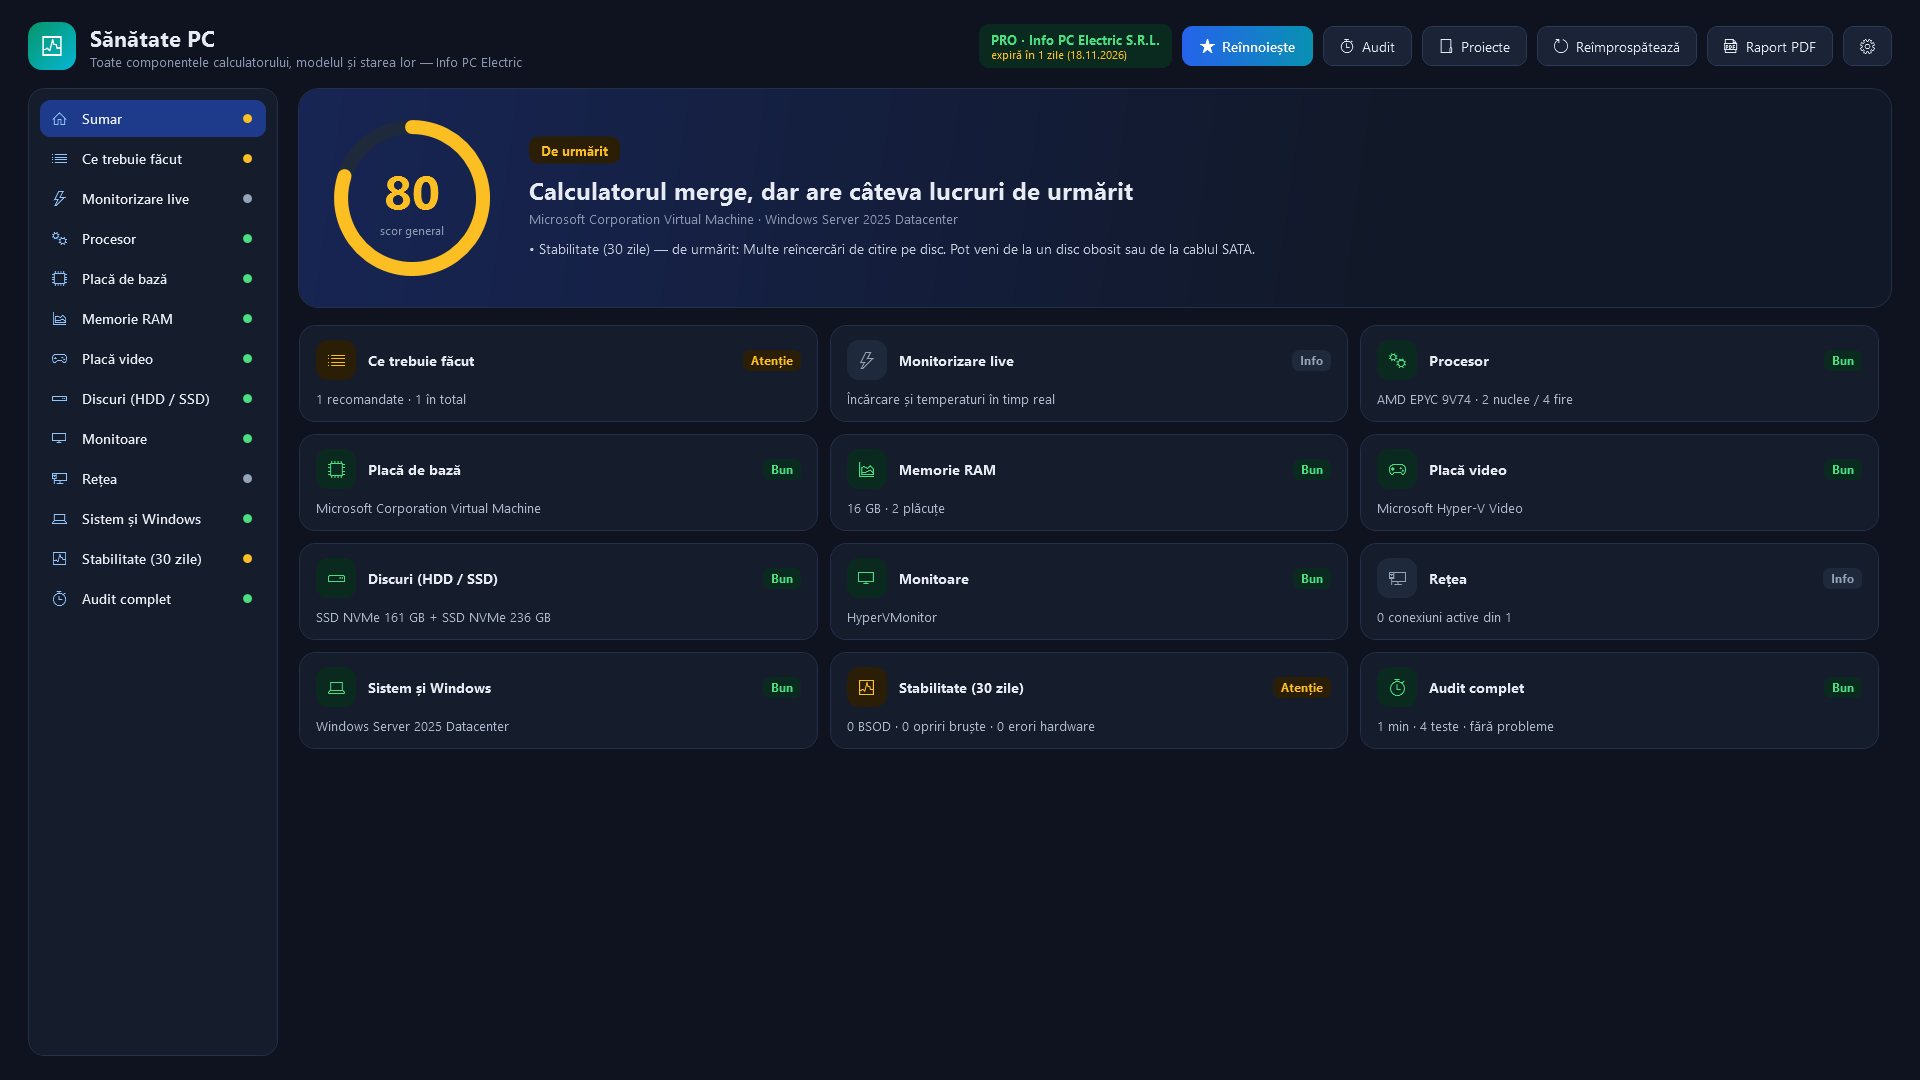 Sănătate PC
Toate componentele calculatorului, modelul și starea lor — Info PC Electric
PRO · Info PC Electric S.R.L.
expiră în 1 zile (18.11.2026)
Reînnoiește
Audit
Proiecte
Reîmprospătează
Raport PDF
Sumar
Ce trebuie făcut
Monitorizare live
Procesor
Placă de bază
Memorie RAM
Placă video
Discuri (HDD / SSD)
Monitoare
Rețea
Sistem și Windows
Stabilitate (30 zile)
Audit complet
80
scor general
De urmărit
Calculatorul merge, dar are câteva lucruri de urmărit
Microsoft Corporation Virtual Machine · Windows Server 2025 Datacenter
• Stabilitate (30 zile) — de urmărit: Multe reîncercări de citire pe disc. Pot veni de la un disc obosit sau de la cablul SATA.
Ce trebuie făcut
Atenție
1 recomandate · 1 în total
Monitorizare live
Info
Încărcare și temperaturi în timp real
Procesor
Bun
AMD EPYC 9V74 · 2 nuclee / 4 fire
Placă de bază
Bun
Microsoft Corporation Virtual Machine
Memorie RAM
Bun
16 GB · 2 plăcuțe
Placă video
Bun
Microsoft Hyper-V Video
Discuri (HDD / SSD)
Bun
SSD NVMe 161 GB + SSD NVMe 236 GB
Monitoare
Bun
HyperVMonitor
Rețea
Info
0 conexiuni active din 1
Sistem și Windows
Bun
Windows Server 2025 Datacenter
Stabilitate (30 zile)
Atenție
0 BSOD · 0 opriri bruște · 0 erori hardware
Audit complet
Bun
1 min · 4 teste · fără probleme